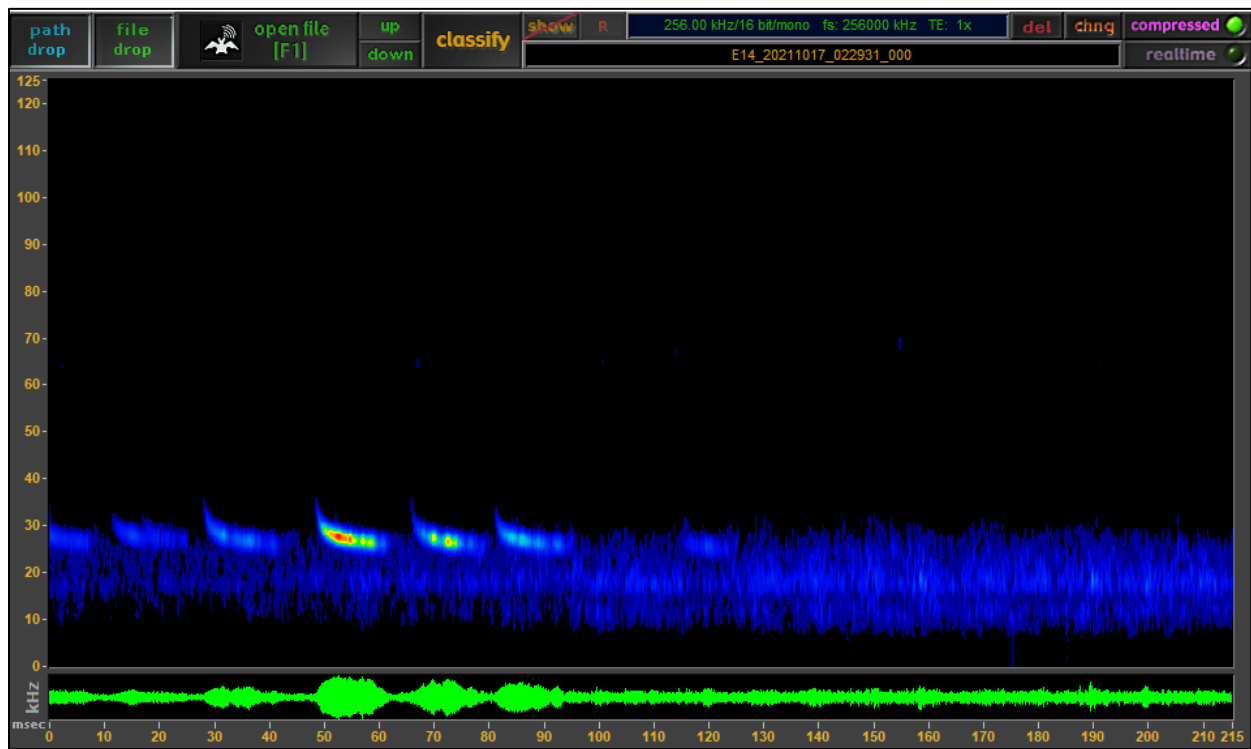 path drop
file drop
open file [F1]
up
down
classify
show
R
256.00 kHz/16 bit/mono fs: 256000 kHz TE: 1x
del
chng
compressed
E14_20211017_022931_000
realtime
125
120
110
100
90
80
70
60
50
40
30
20
10
0
kHz
msec
0 10 20 30 40 50 60 70 80 90 100 110 120 130 140 150 160 170 180 190 200 210 215